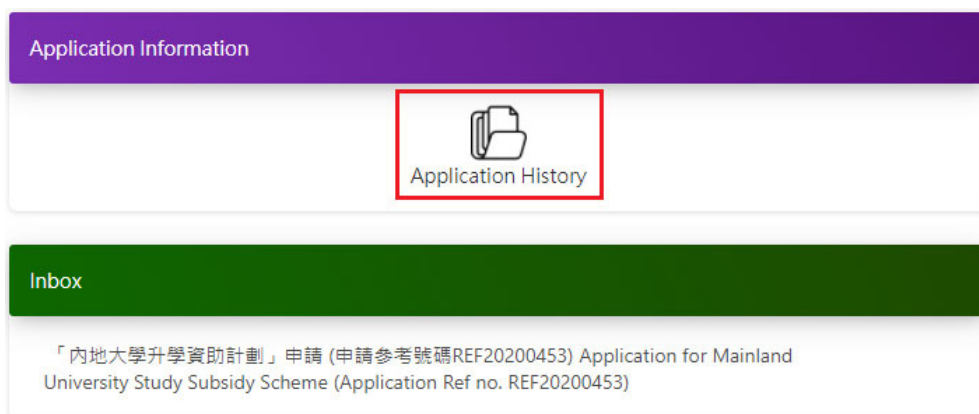 Application Information
Application History
Inbox
「內地大學升學資助計劃」申請 (申請參考號碼REF20200453) Application for Mainland
University Study Subsidy Scheme (Application Ref no. REF20200453)